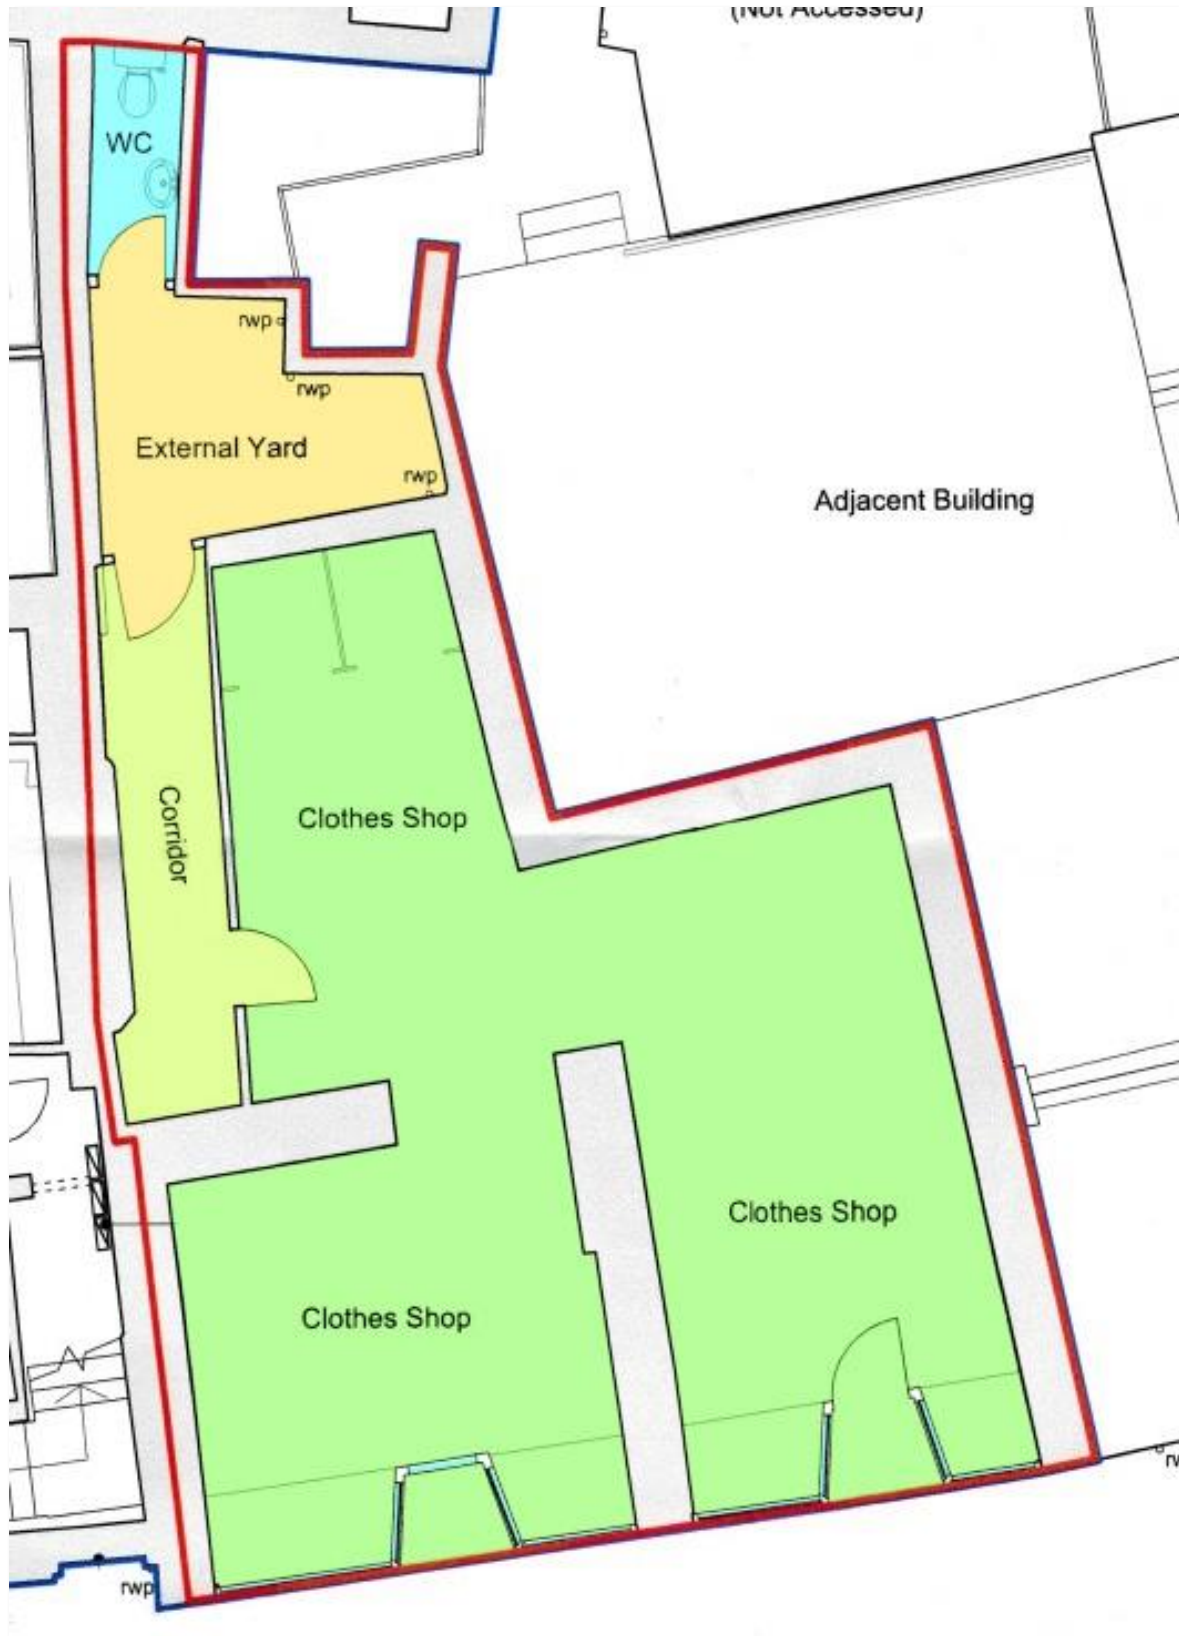 (Not Accessed)
WC
rwp
rwp
External Yard
rwp
Adjacent Building
Corridor
Clothes Shop
Clothes Shop
Clothes Shop
rwp